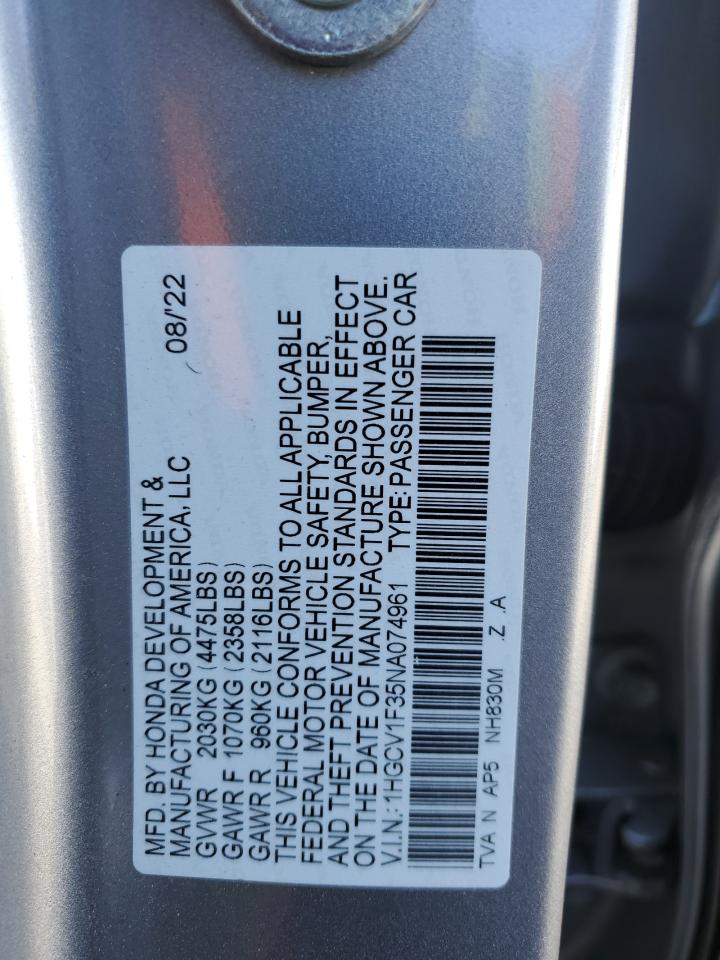 MFD. BY HONDA DEVELOPMENT & 08/'22
MANUFACTURING OF AMERICA, LLC
GVWR 2030KG (4475LBS)
GAWR F 1070KG (2358LBS)
GAWR R 960KG (2116LBS)
THIS VEHICLE CONFORMS TO ALL APPLICABLE
FEDERAL MOTOR VEHICLE SAFETY, BUMPER,
AND THEFT PREVENTION STANDARDS IN EFFECT
ON THE DATE OF MANUFACTURE SHOWN ABOVE.
V.I.N.: 1HGCV1F35NA074961 TYPE: PASSENGER CAR
TVA N AP5 NH830M .Z .A